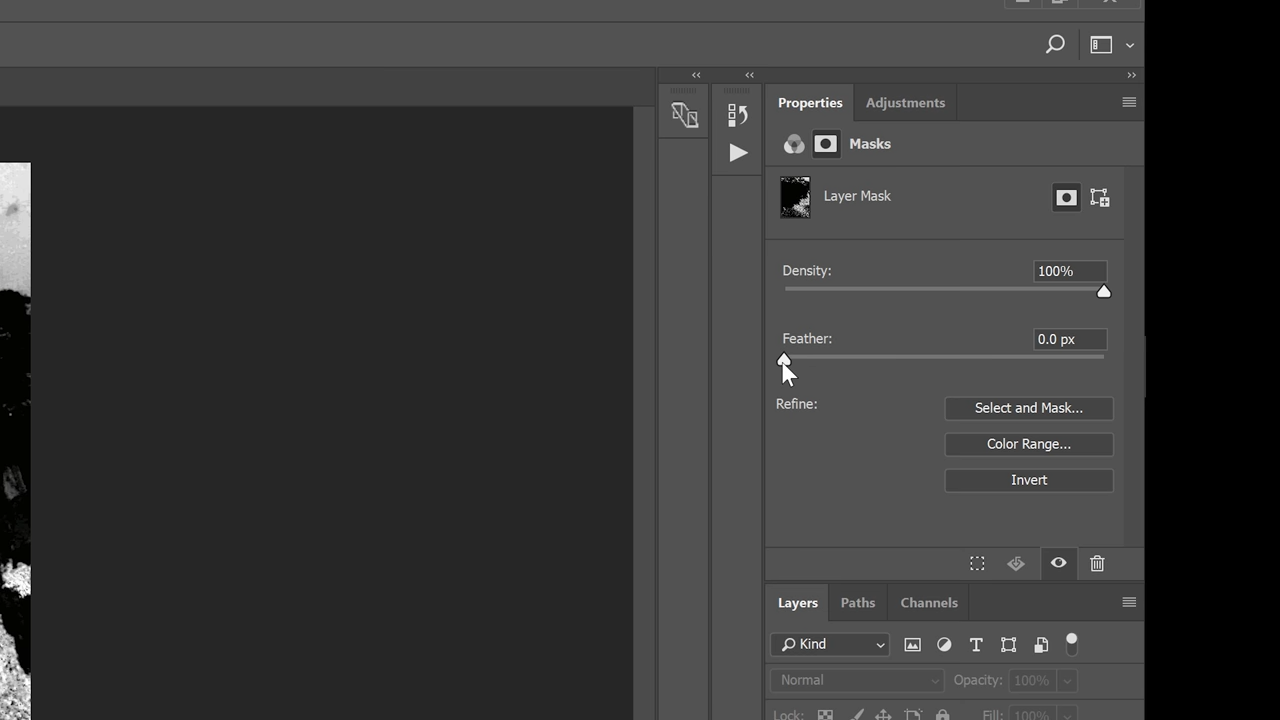 Properties
Adjustments
Masks
Layer Mask
Density:
100%
Feather:
0.0 px
Refine:
Select and Mask...
Color Range...
Invert
Layers
Paths
Channels
Kind
Normal
Opacity:
100%
Lock:
Fill:
100%